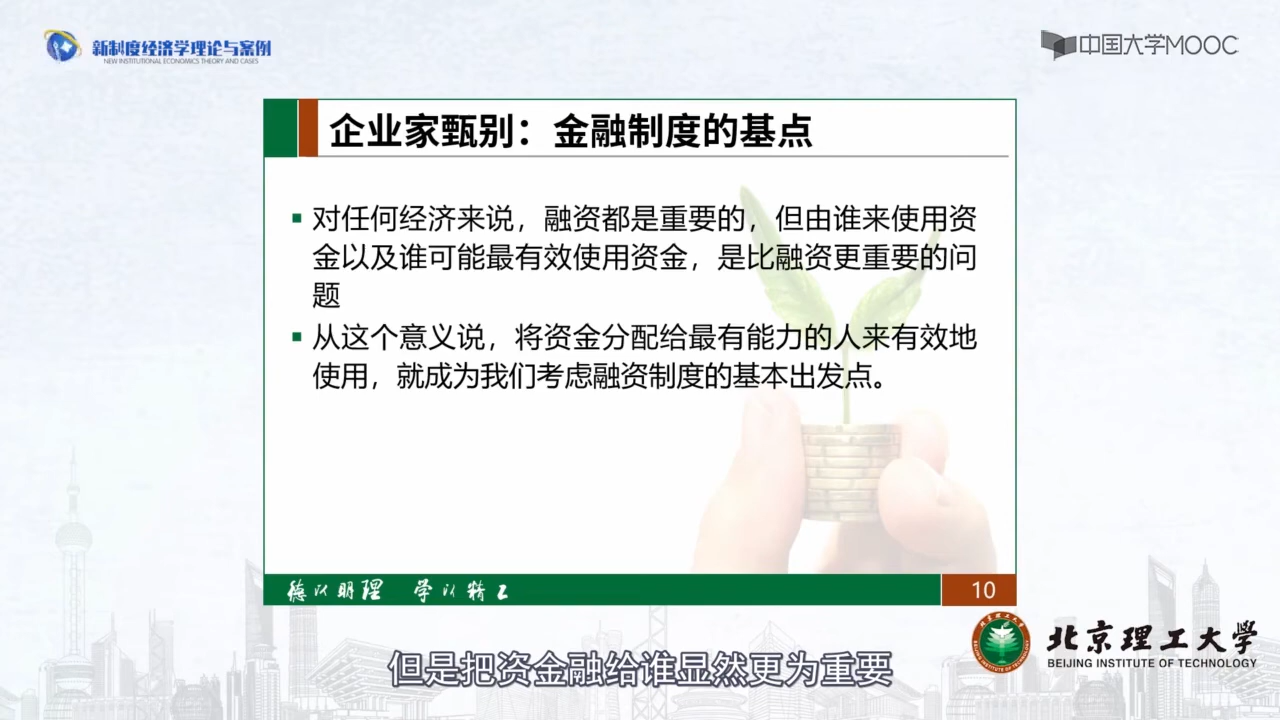 新制度经济学理论与案例
NEW INSTITUTIONAL ECONOMICS THEORY AND CASES
中国大学MOOC
企业家甄别：金融制度的基点
对任何经济来说，融资都是重要的，但由谁来使用资
金以及谁可能最有效使用资金，是比融资更重要的问
题
从这个意义说，将资金分配给最有能力的人来有效地
使用，就成为我们考虑融资制度的基本出发点。
德以明理 学以精工
10
北京理工大学
BEIJING INSTITUTE OF TECHNOLOGY
但是把资金融给谁显然更为重要